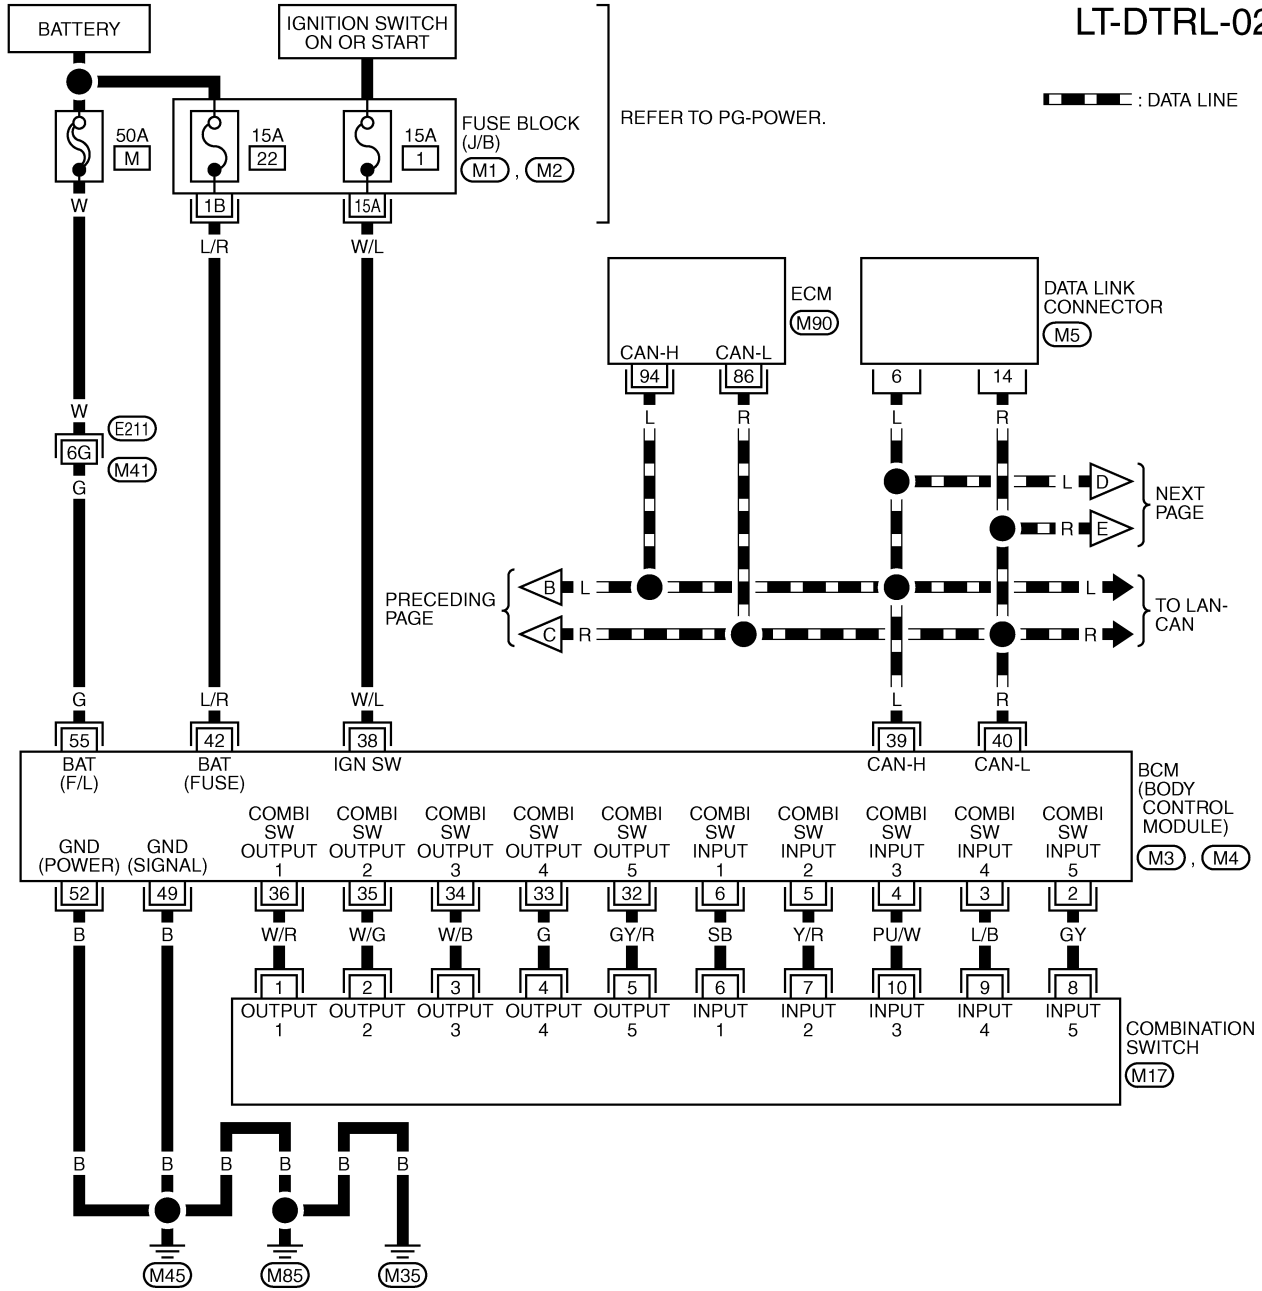 LT-DTRL-02
BATTERY
IGNITION SWITCH
ON OR START
: DATA LINE
50A
M
15A
22
15A
1
FUSE BLOCK
(J/B)
M1 , M2
REFER TO PG-POWER.
1B
15A
W
L/R
W/L
ECM
M90
CAN-H
CAN-L
94
86
DATA LINK
CONNECTOR
M5
6
14
L
R
L
R
W
E211
6G
M41
G
L
D
R
E
NEXT
PAGE
PRECEDING
PAGE
B
L
C
R
L
R
TO LAN-
CAN
G
L/R
W/L
L
R
55
42
38
39
40
BAT
(F/L)
BAT
(FUSE)
IGN SW
CAN-H
CAN-L
BCM
(BODY
CONTROL
MODULE)
M3 , M4
GND
(POWER)
GND
(SIGNAL)
COMBI
SW
OUTPUT
1
COMBI
SW
OUTPUT
2
COMBI
SW
OUTPUT
3
COMBI
SW
OUTPUT
4
COMBI
SW
OUTPUT
5
COMBI
SW
INPUT
1
COMBI
SW
INPUT
2
COMBI
SW
INPUT
3
COMBI
SW
INPUT
4
COMBI
SW
INPUT
5
52
49
36
35
34
33
32
6
5
4
3
2
B
B
W/R
W/G
W/B
G
GY/R
SB
Y/R
PU/W
L/B
GY
1
2
3
4
5
6
7
10
9
8
OUTPUT
1
OUTPUT
2
OUTPUT
3
OUTPUT
4
OUTPUT
5
INPUT
1
INPUT
2
INPUT
3
INPUT
4
INPUT
5
COMBINATION
SWITCH
M17
B
B
B
B
B
B
M45
M85
M35